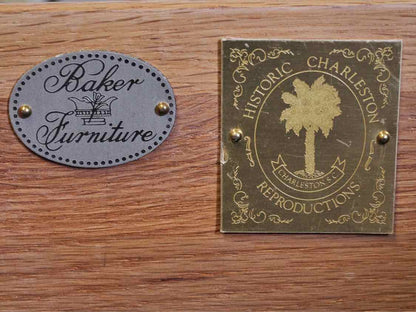 Baker
Furniture
HISTORIC CHARLESTON
CHARLESTON S.C.
REPRODUCTIONS